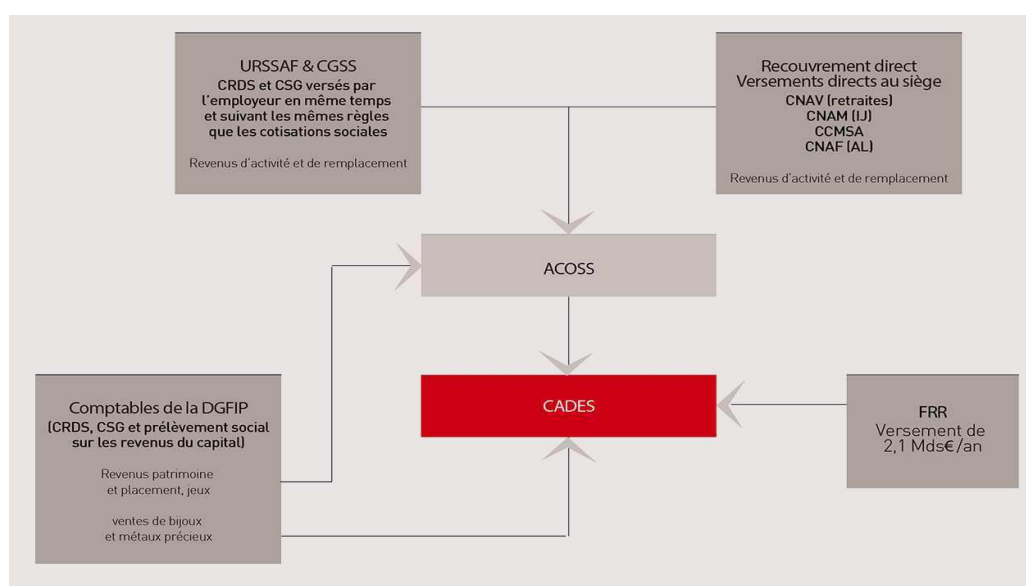 URSSAF & CGSS
CRDS et CSG versés par
l'employeur en même temps
et suivant les mêmes règles
que les cotisations sociales
Revenus d'activité et de remplacement
Recouvrement direct
Versements directs au siège
CNAV (retraites)
CNAM (IJ)
CCMSA
CNAF (AL)
Revenus d'activité et de remplacement
ACOSS
Comptables de la DGFIP
(CRDS, CSG et prélèvement social
sur les revenus du capital)
Revenus patrimoine
et placement, jeux
ventes de bijoux
et métaux précieux
CADES
FRR
Versement de
2,1 Mds€/an